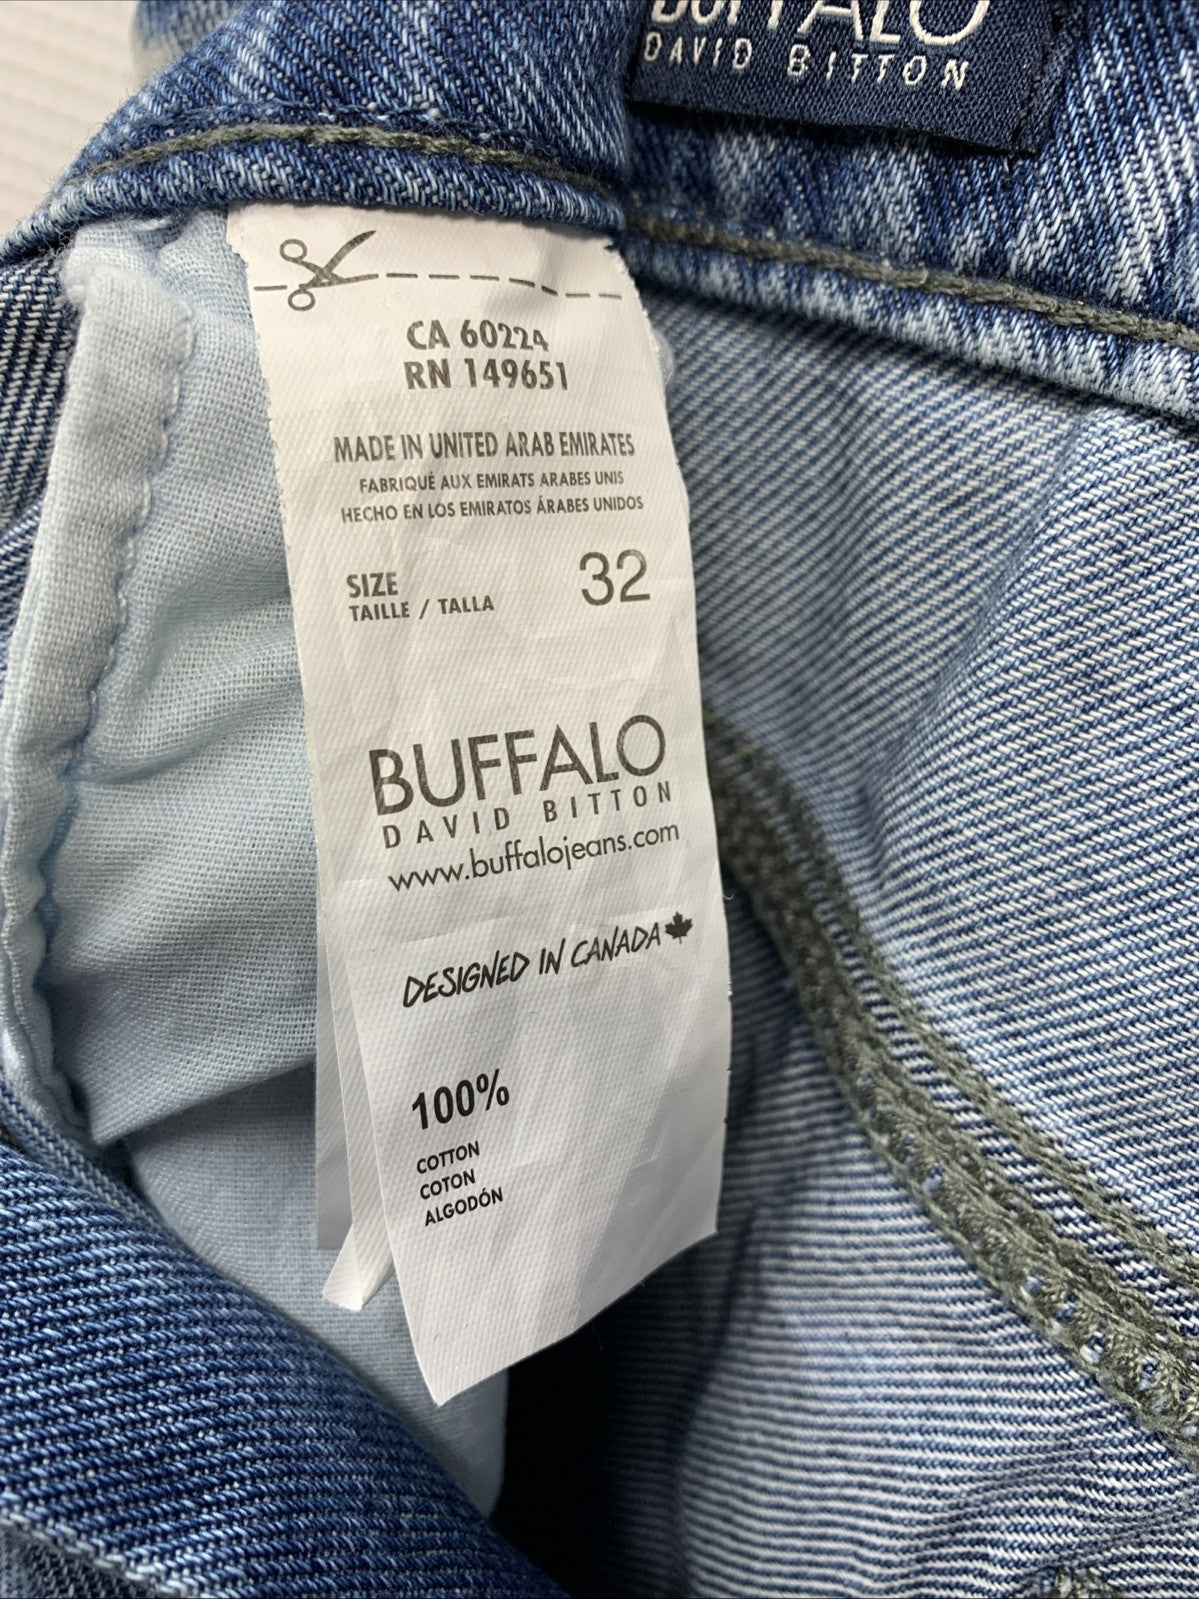 BUFFALO
DAVID BITTON
CA 60224
RN 149651
MADE IN UNITED ARAB EMIRATES
FABRIQUÉ AUX EMIRATS ARABES UNIS
HECHO EN LOS EMIRATOS ÁRABES UNIDOS
SIZE 32
TAILLE / TALLA
BUFFALO
DAVID BITTON
www.buffalojeans.com
DESIGNED IN CANADA
100%
COTTON
COTON
ALGODÓN